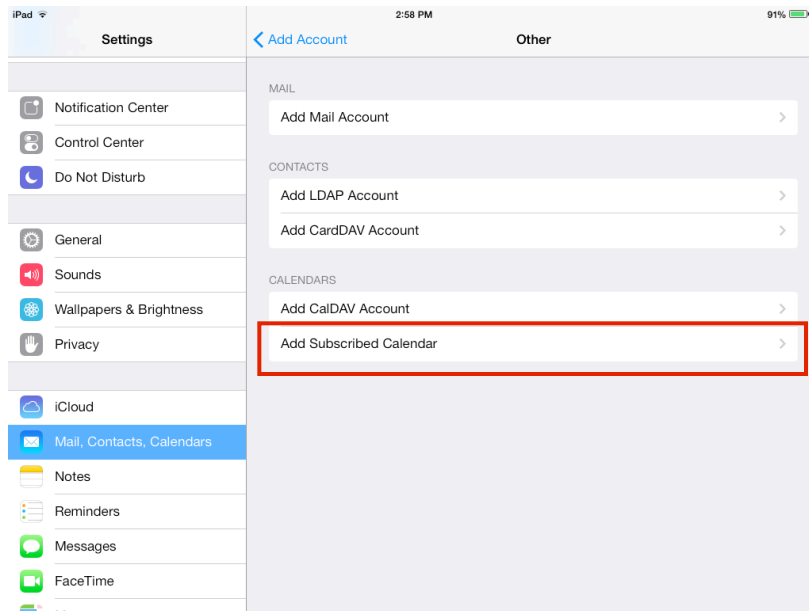 iPad 2:58 PM 91%
Settings
Add Account Other
Notification Center
Control Center
Do Not Disturb
General
Sounds
Wallpapers & Brightness
Privacy
iCloud
Mail, Contacts, Calendars
Notes
Reminders
Messages
FaceTime
MAIL
Add Mail Account
CONTACTS
Add LDAP Account
Add CardDAV Account
CALENDARS
Add CalDAV Account
Add Subscribed Calendar